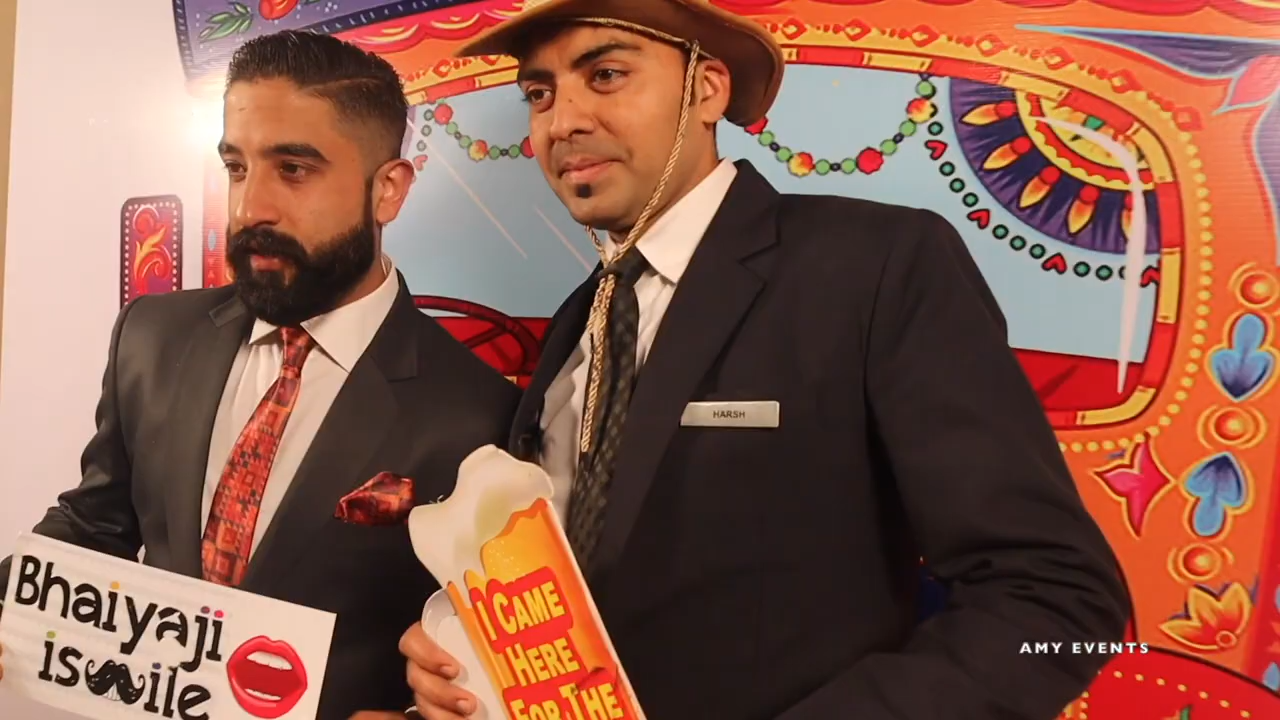 HARSH
Bhaiyaji
ismile
I CAME
HERE
FOR THE
AMY EVENTS